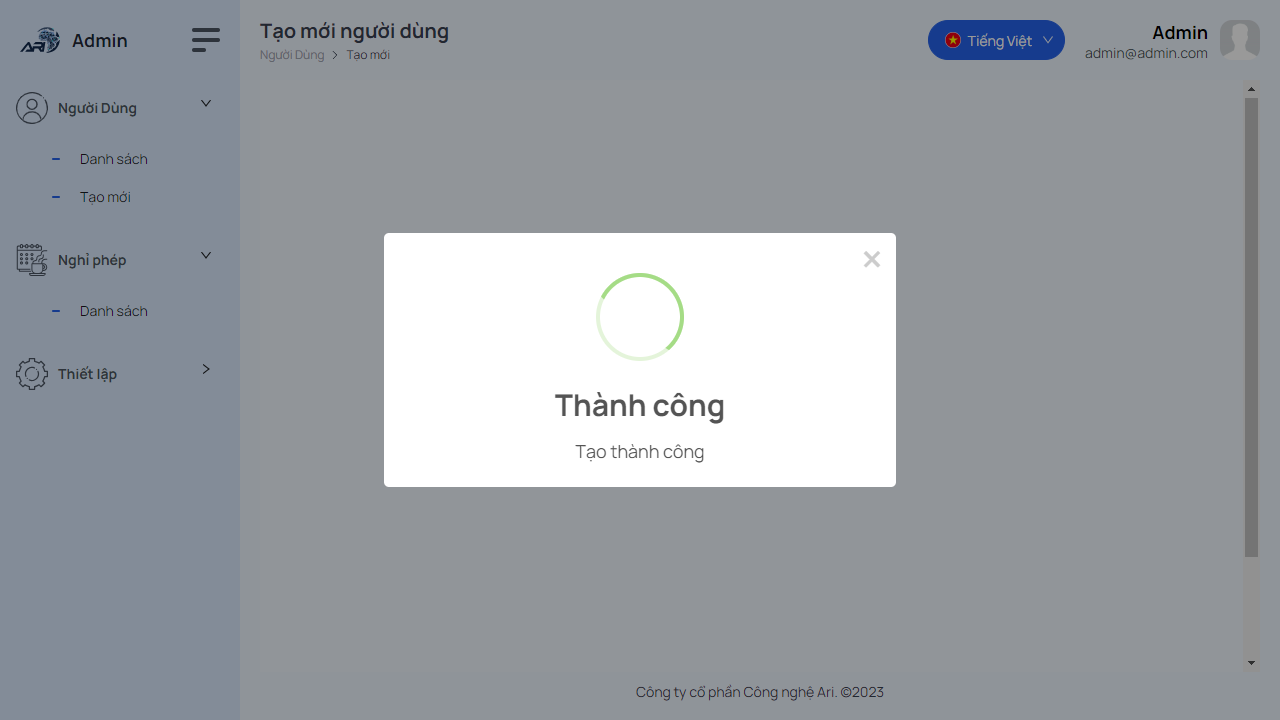 ARI
Admin
Người Dùng
Danh sách
Tạo mới
Nghỉ phép
Danh sách
Thiết lập
Tạo mới người dùng
Người Dùng
Tạo mới
Tiếng Việt
Admin
admin@admin.com
Thành công
Tạo thành công
Công ty cổ phần Công nghệ Ari. ©2023